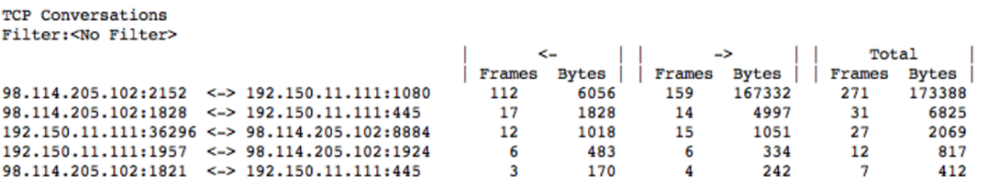 TCP Conversations
Filter:<No Filter>
| <- | | -> | | Total |
| Frames Bytes | | Frames Bytes | | Frames Bytes |
98.114.205.102:2152 <-> 192.150.11.111:1080 112 6056 159 167332 271 173388
98.114.205.102:1828 <-> 192.150.11.111:445 17 1828 14 4997 31 6825
192.150.11.111:36296 <-> 98.114.205.102:8884 12 1018 15 1051 27 2069
192.150.11.111:1957 <-> 98.114.205.102:1924 6 483 6 334 12 817
98.114.205.102:1821 <-> 192.150.11.111:445 3 170 4 242 7 412